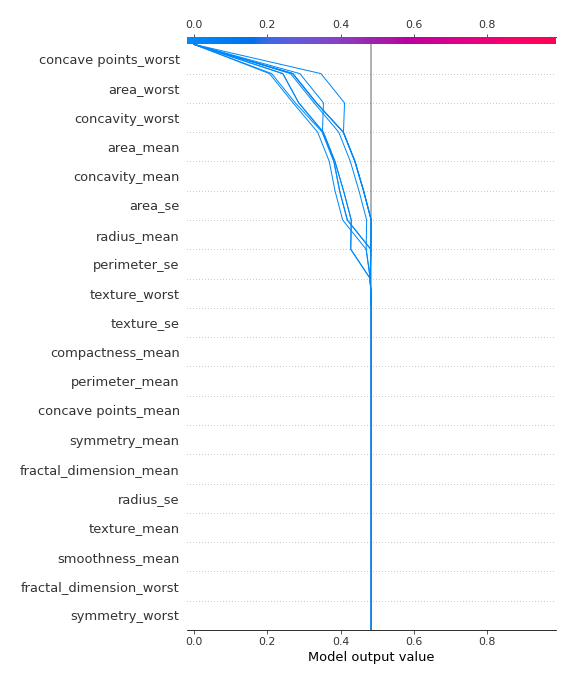 0.0 0.2 0.4 0.6 0.8
concave points_worst
area_worst
concavity_worst
area_mean
concavity_mean
area_se
radius_mean
perimeter_se
texture_worst
texture_se
compactness_mean
perimeter_mean
concave points_mean
symmetry_mean
fractal_dimension_mean
radius_se
texture_mean
smoothness_mean
fractal_dimension_worst
symmetry_worst
0.0 0.2 0.4 0.6 0.8
Model output value